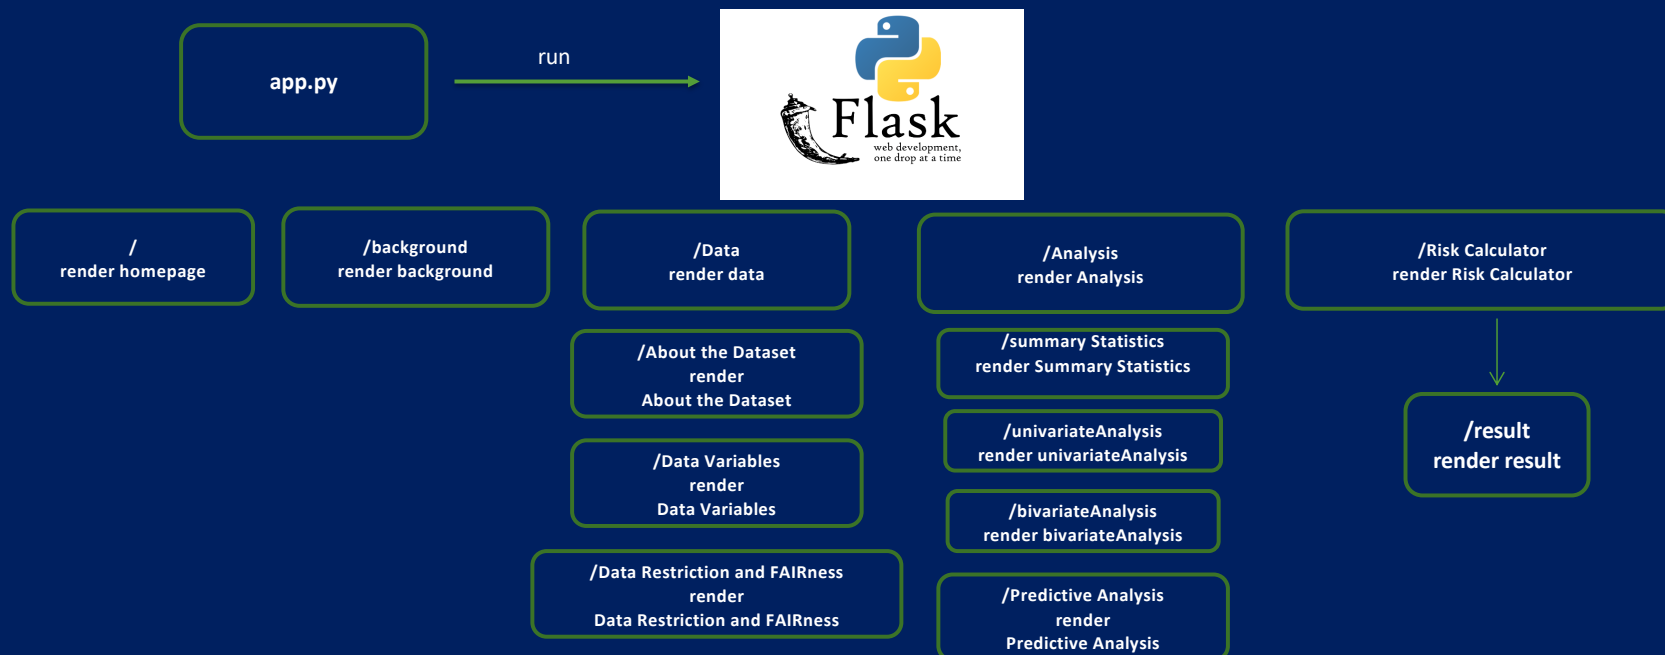 app.py
run
Flask
web development,
one drop at a time
/
render homepage
/background
render background
/Data
render data
/About the Dataset
render
About the Dataset
/Data Variables
render
Data Variables
/Data Restriction and FAIRness
render
Data Restriction and FAIRness
/Analysis
render Analysis
/summary Statistics
render Summary Statistics
/univariateAnalysis
render univariateAnalysis
/bivariateAnalysis
render bivariateAnalysis
/Predictive Analysis
render
Predictive Analysis
/Risk Calculator
render Risk Calculator
/result
render result